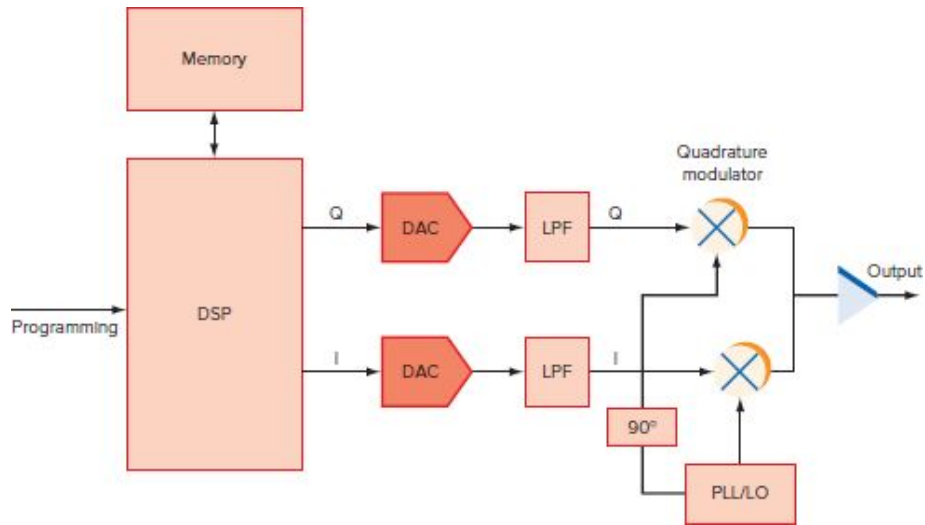 Memory
Quadrature
modulator
Q
DAC
LPF
Q
Output
Programming
DSP
I
DAC
LPF
I
90°
PLL/LO